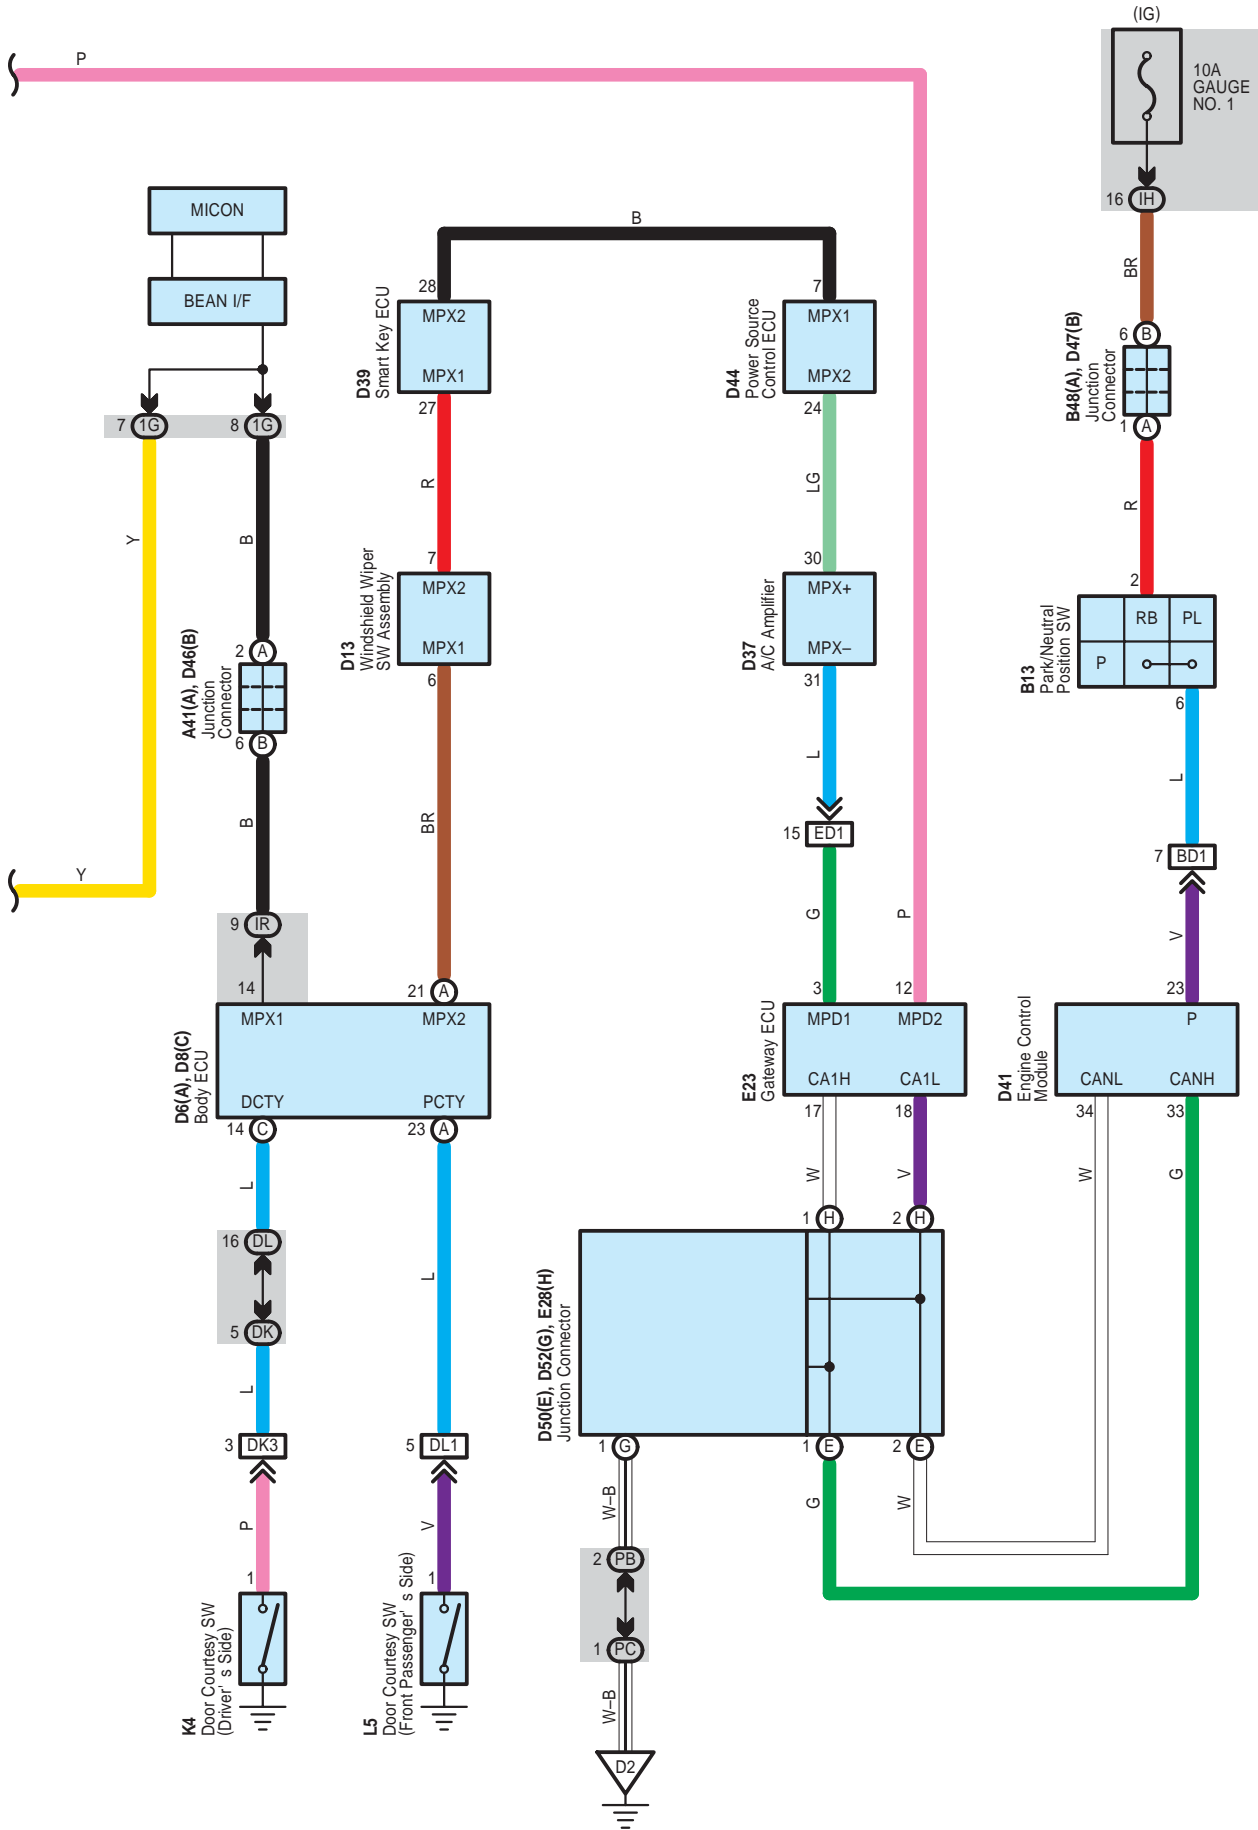 (IG)
P
10A
GAUGE
NO. 1
16 IH
MICON
B
BR
BEAN I/F
28
7
MPX2
MPX1
D39
Smart Key ECU
MPX1
D44
Power Source
Control ECU
MPX2
6 B
B48(A), D47(B)
Junction
Connector
1 A
27
24
7 1G
8 1G
R
LG
R
Y
B
7
30
2
MPX2
D13
Windshield Wiper
SW Assembly
MPX1
MPX+
D37
A/C Amplifier
MPX–
RB
PL
P
B13
Park/Neutral
Position SW
2 A
A41(A), D46(B)
Junction
Connector
6 B
6
31
6
L
L
B
BR
15 ED1
7 BD1
Y
9 IR
G
P
V
14
21 A
3
12
23
MPX1
MPX2
D6(A), D8(C)
Body ECU
DCTY
PCTY
MPD1
MPD2
E23
Gateway ECU
CA1H
CA1L
P
D41
Engine Control
Module
CANL
CANH
14 C
23 A
17
18
34
33
L
W
V
W
G
1 H
2 H
16 DL
L
5 DK
D50(E), D52(G), E28(H)
Junction Connector
L
3 DK3
5 DL1
1 G
1 E
2 E
P
V
W–B
G
W
2 PB
1
1
K4
Door Courtesy SW
(Driver' s Side)
L5
Door Courtesy SW
(Front Passenger' s Side)
1 PC
W–B
D2